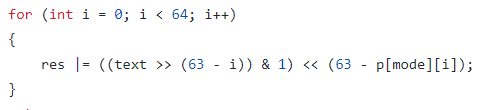 for (int i = 0; i < 64; i++)
{
    res |= ((text >> (63 - i)) & 1) << (63 - p[mode][i]);
}